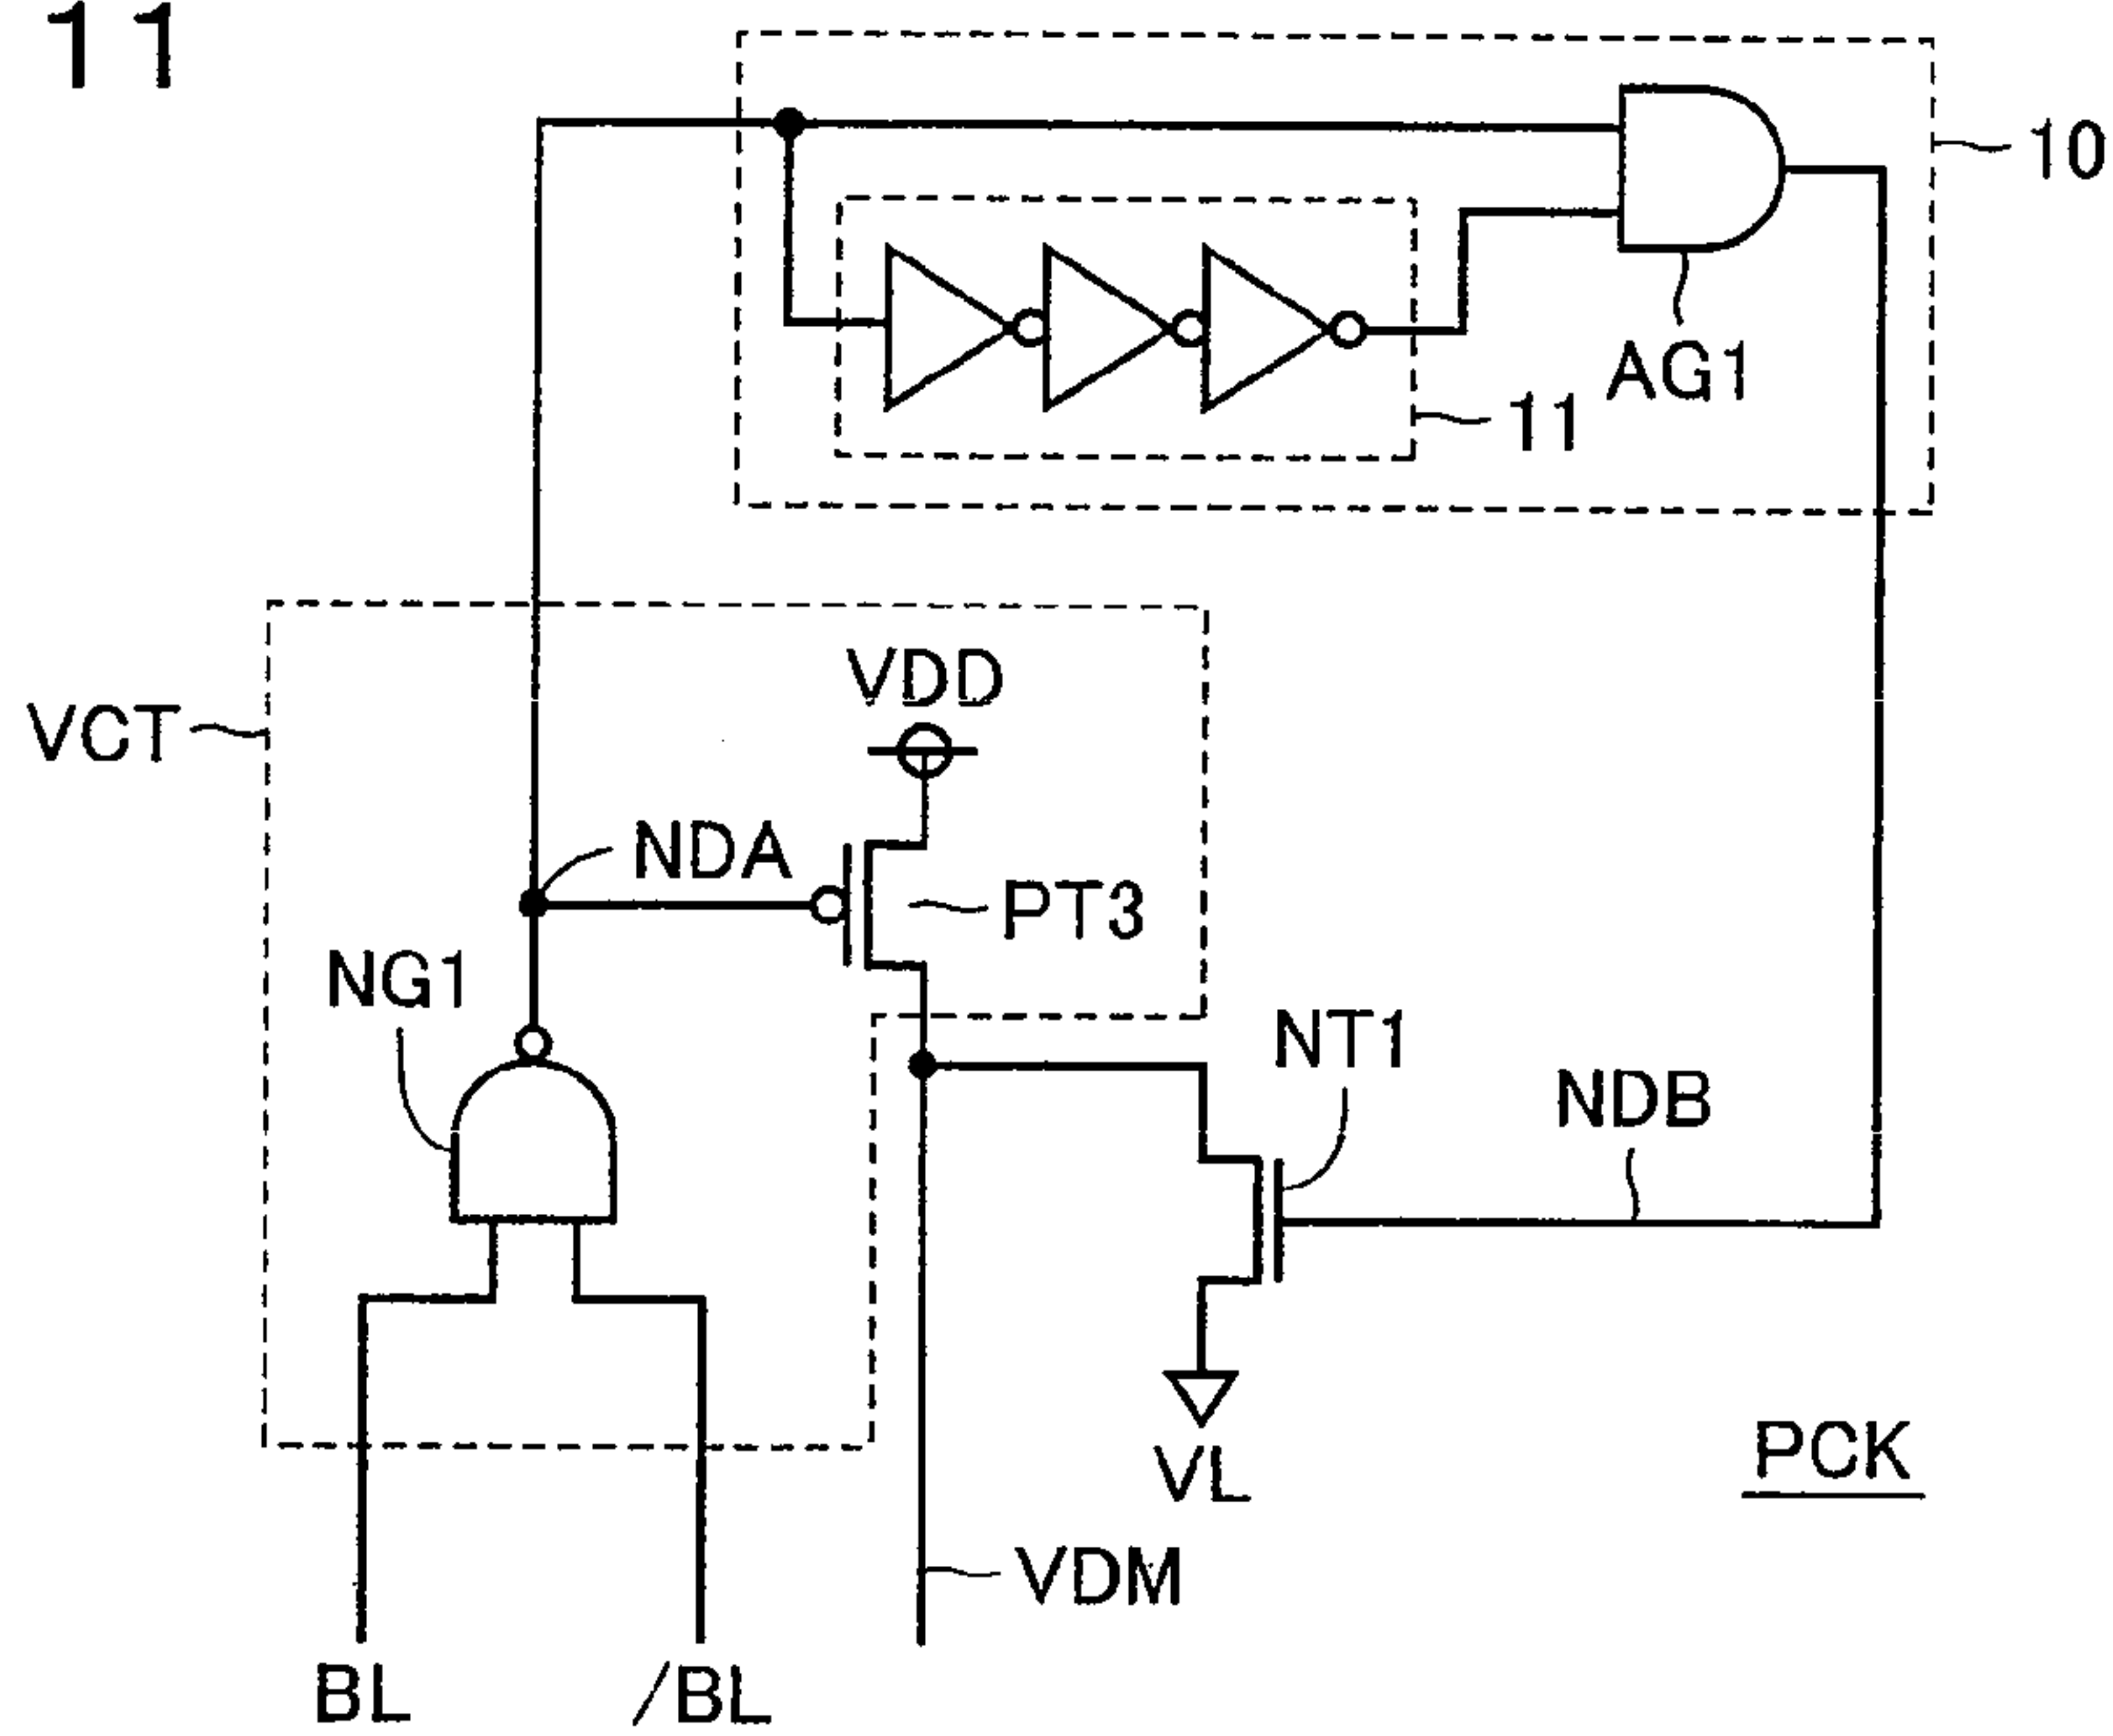 11
10
AG1
11
VDD
VCT
NDA
PT3
NG1
NT1
NDB
VL
PCK
VDM
BL
/BL